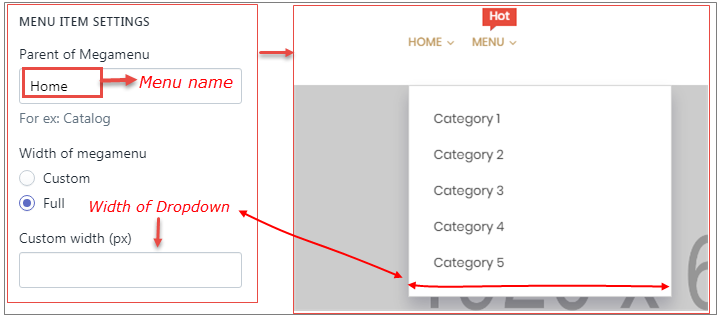 MENU ITEM SETTINGS
Parent of Megamenu
Home
Menu name
For ex: Catalog
Width of megamenu
Custom
Full
Width of Dropdown
Custom width (px)
Hot
HOME
MENU
Category 1
Category 2
Category 3
Category 4
Category 5